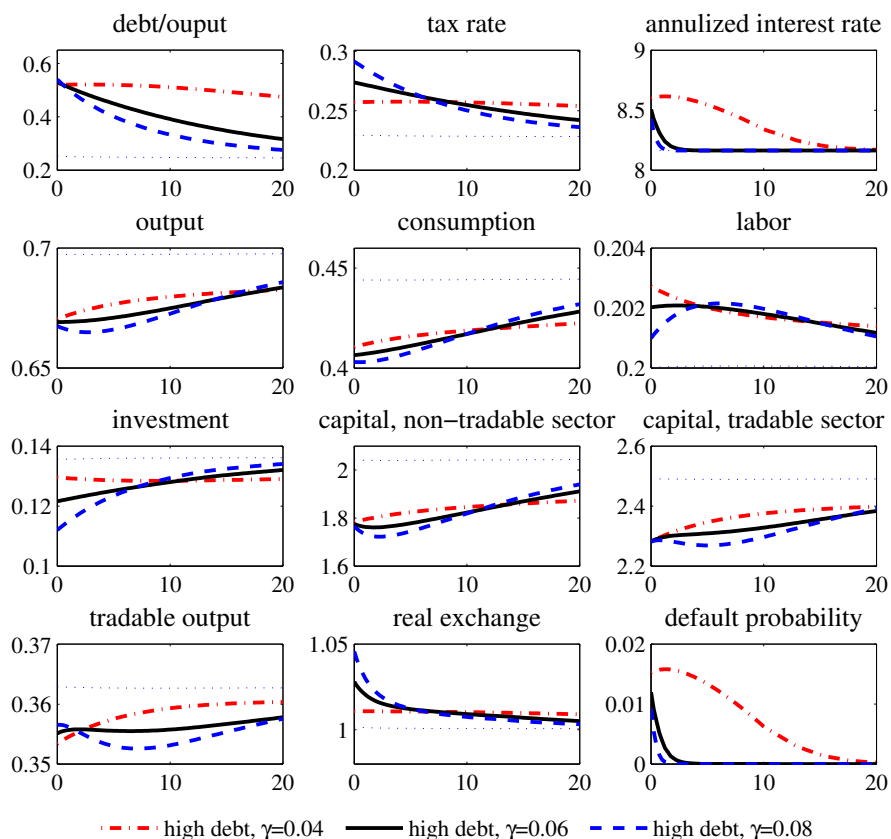 debt/ouput tax rate annulized interest rate
0.6 0.4 0.2 0 10 20
0.3 0.25 0.2 0 10 20
9 8.5 8 0 10 20
output consumption labor
0.7 0.65 0 10 20
0.45 0.4 0 10 20
0.204 0.202 0.2 0 10 20
investment capital, non−tradable sector capital, tradable sector
0.14 0.12 0.1 0 10 20
2 1.8 1.6 0 10 20
2.6 2.4 2.2 0 10 20
tradable output real exchange default probability
0.37 0.36 0.35 0 10 20
1.05 1 0 10 20
0.02 0.01 0 0 10 20
high debt, γ=0.04 high debt, γ=0.06 high debt, γ=0.08